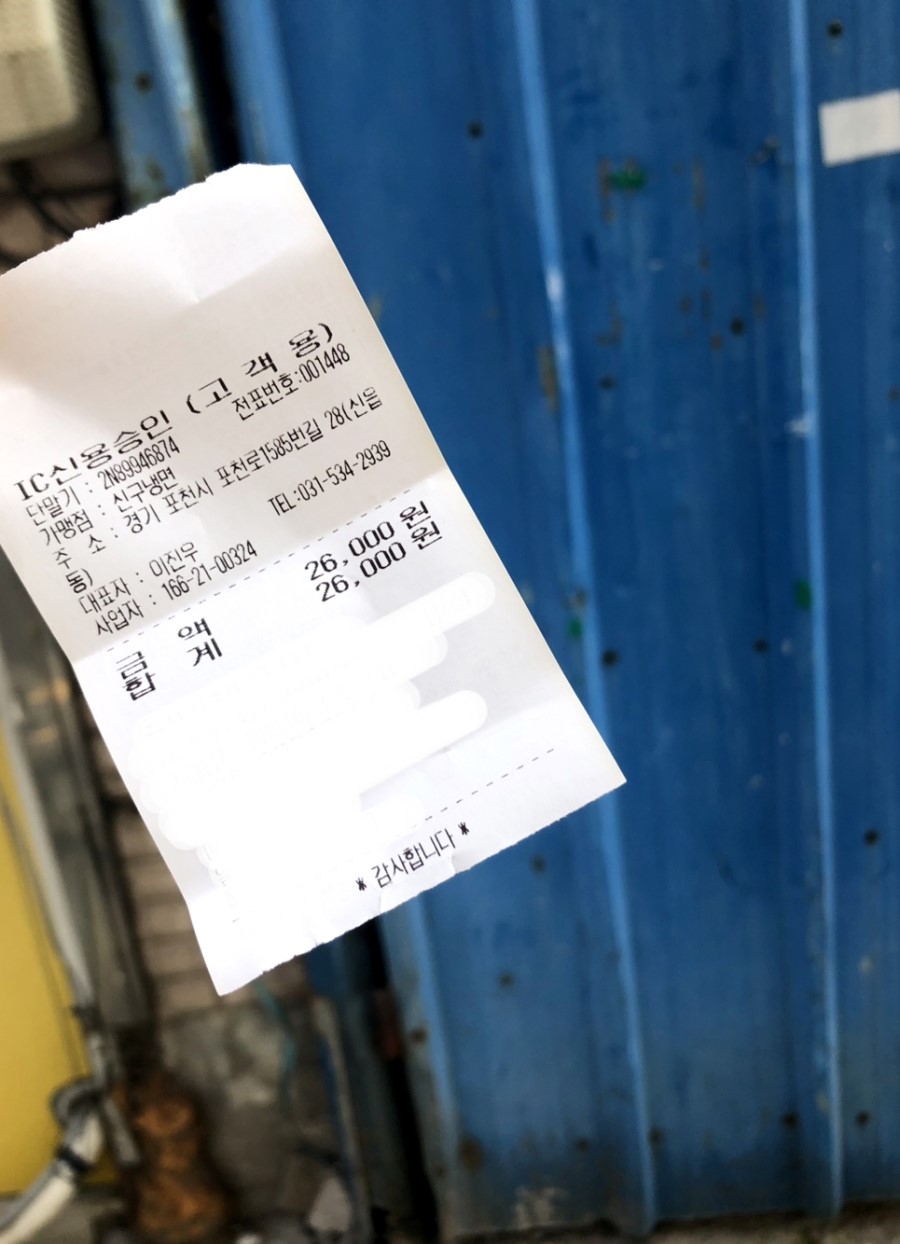 IC신용승인 (고 객 용)
단말기 : 2N89946874 전표번호:001448
가맹점 : 신구냉면
주 소 : 경기 포천시 포천로1585번길 28(신읍
동)
대표자 : 이진우 TEL:031-534-2939
사업자 : 166-21-00324
금 액 26,000 원
합 계 26,000 원
* 감사합니다 *